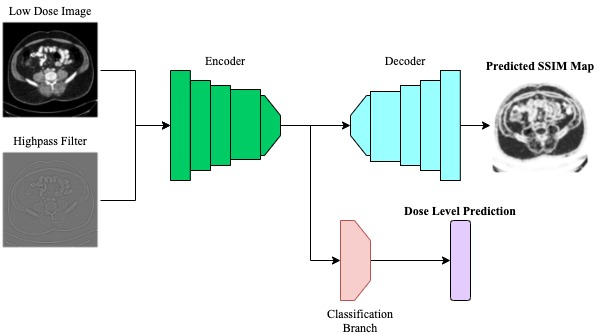 Low Dose Image
Encoder
Decoder
Predicted SSIM Map
Highpass Filter
Dose Level Prediction
Classification
Branch